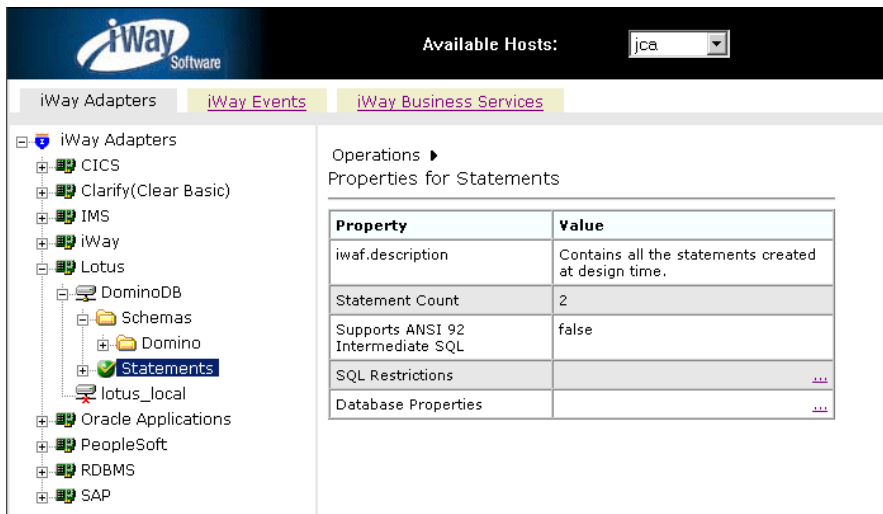 iWay
Software
Available Hosts:
jca
iWay Adapters
iWay Events
iWay Business Services
iWay Adapters
CICS
Clarify(Clear Basic)
IMS
iWay
Lotus
DominoDB
Schemas
Domino
Statements
lotus_local
Oracle Applications
PeopleSoft
RDBMS
SAP
Operations
Properties for Statements
Property Value
iwaf.description Contains all the statements created
at design time.
Statement Count 2
Supports ANSI 92 false
Intermediate SQL
SQL Restrictions ...
Database Properties ...